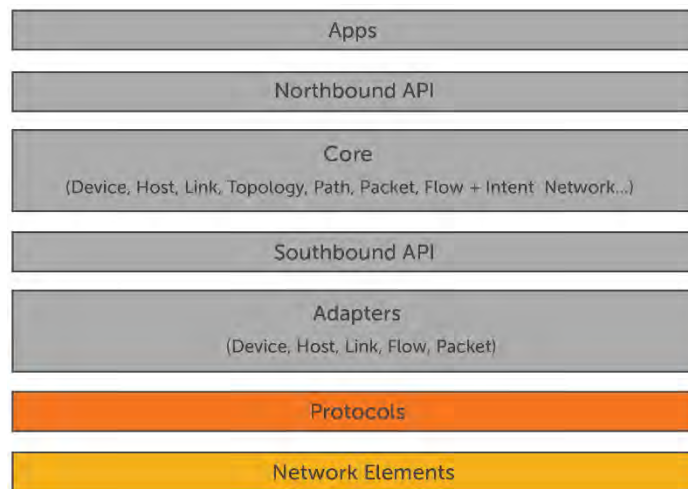 Apps
Northbound API
Core
(Device, Host, Link, Topology, Path, Packet, Flow + Intent Network...)
Southbound API
Adapters
(Device, Host, Link, Flow, Packet)
Protocols
Network Elements